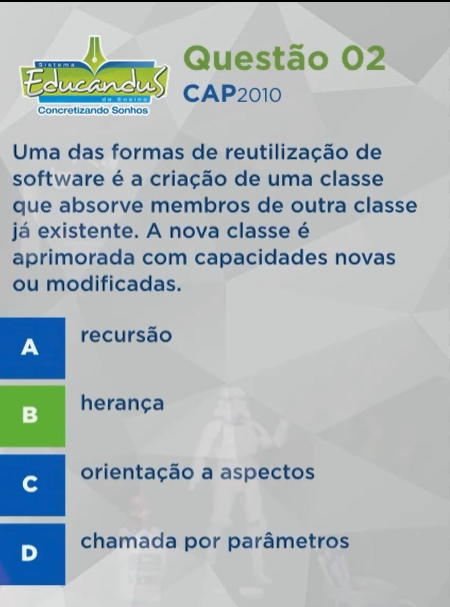 Sistema
Educandus
de Ensino
Concretizando Sonhos
Questão 02
CAP2010
Uma das formas de reutilização de
software é a criação de uma classe
que absorve membros de outra classe
já existente. A nova classe é
aprimorada com capacidades novas
ou modificadas.
A recursão
B herança
C orientação a aspectos
D chamada por parâmetros